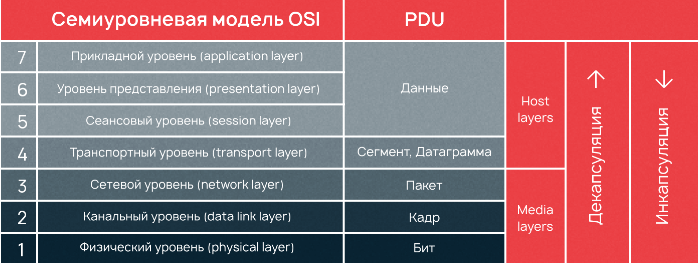 Семиуровневая модель OSI
PDU
7
Прикладной уровень (application layer)
6
Уровень представления (presentation layer)
5
Сеансовый уровень (session layer)
Данные
4
Транспортный уровень (transport layer)
Сегмент, Датаграмма
3
Сетевой уровень (network layer)
Пакет
2
Канальный уровень (data link layer)
Кадр
1
Физический уровень (physical layer)
Бит
Host
layers
Media
layers
Декапсуляция
Инкапсуляция